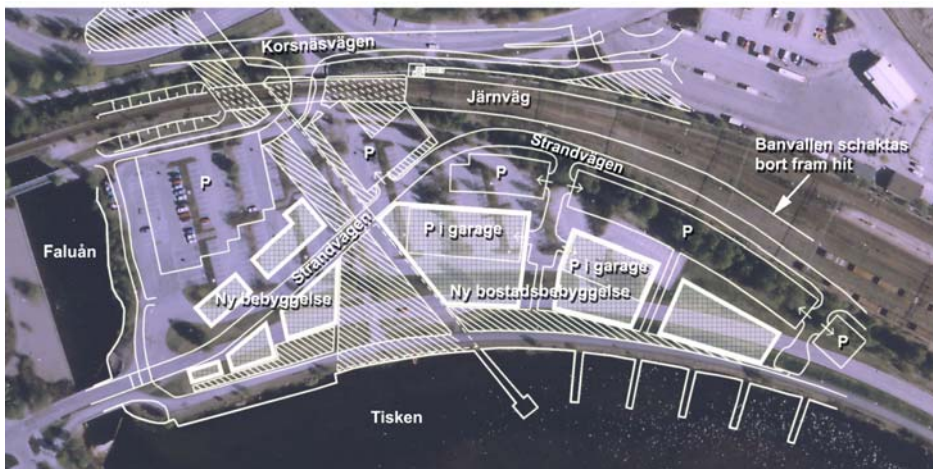 Korsnäsvägen
Järnväg
Strandvägen
Banvallen schaktas
bort fram hit
P
P
P
P
Faluån
Strandvägen
P i garage
P i garage
Ny bebyggelse
Ny bostadsbebyggelse
P
Tisken